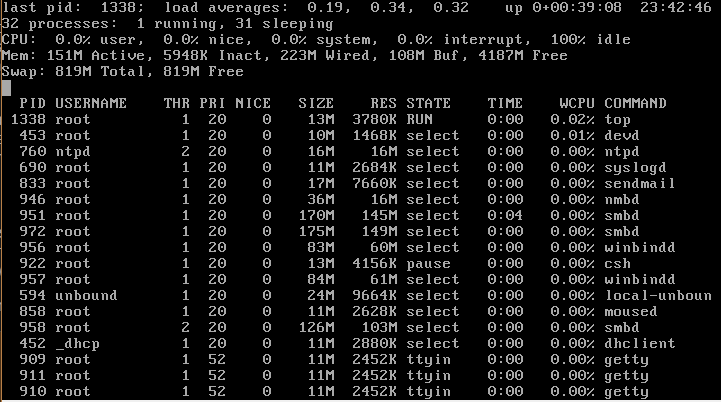 last pid:  1338;  load averages:  0.19,  0.34,  0.32    up 0+00:39:08  23:42:46
32 processes:  1 running, 31 sleeping
CPU:  0.0% user,  0.0% nice,  0.0% system,  0.0% interrupt,  100% idle
Mem: 151M Active, 5948K Inact, 223M Wired, 108M Buf, 4187M Free
Swap: 819M Total, 819M Free
  PID USERNAME    THR PRI NICE   SIZE    RES STATE    TIME    WCPU COMMAND
 1338 root          1  20    0    13M  3780K RUN      0:00   0.02% top
  453 root          1  20    0    10M  1468K select   0:00   0.01% devd
  760 ntpd          2  20    0    16M    16M select   0:00   0.00% ntpd
  690 root          1  20    0    11M  2684K select   0:00   0.00% syslogd
  833 root          1  20    0    17M  7660K select   0:00   0.00% sendmail
  946 root          1  20    0    36M    16M select   0:00   0.00% nmbd
  951 root          1  20    0   170M   145M select   0:04   0.00% smbd
  972 root          1  20    0   175M   149M select   0:00   0.00% smbd
  956 root          1  20    0    83M    60M select   0:00   0.00% winbindd
  922 root          1  20    0    13M  4156K pause    0:00   0.00% csh
  957 root          1  20    0    84M    61M select   0:00   0.00% winbindd
  594 unbound       1  20    0    24M  9664K select   0:00   0.00% local-unboun
  858 root          1  20    0    11M  2628K select   0:00   0.00% moused
  958 root          2  20    0   126M   103M select   0:00   0.00% smbd
  452 _dhcp         1  20    0    11M  2880K select   0:00   0.00% dhclient
  909 root          1  52    0    11M  2452K ttyin    0:00   0.00% getty
  911 root          1  52    0    11M  2452K ttyin    0:00   0.00% getty
  910 root          1  52    0    11M  2452K ttyin    0:00   0.00% getty